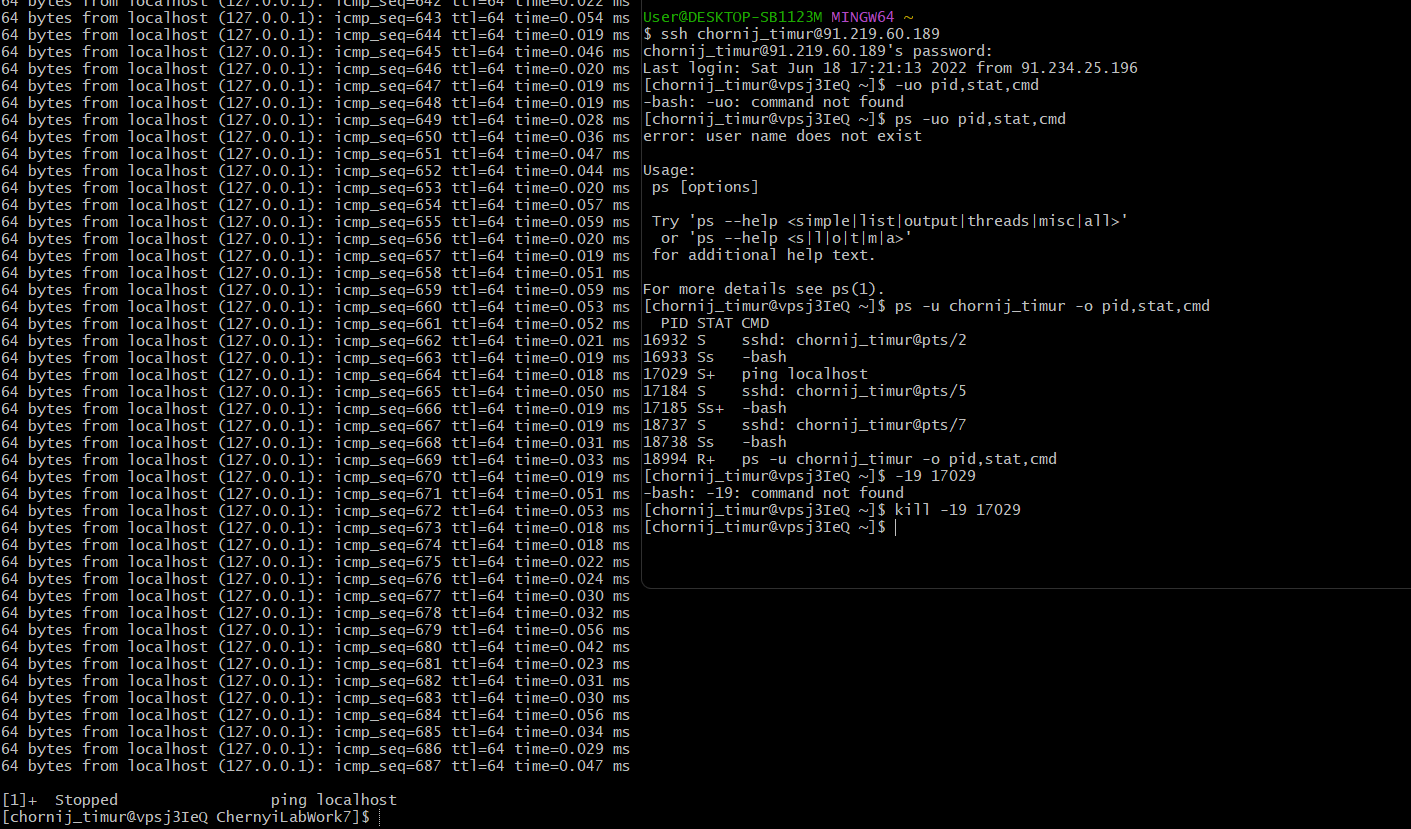 64 bytes from localhost (127.0.0.1): icmp_seq=642 ttl=64 time=0.022 ms
64 bytes from localhost (127.0.0.1): icmp_seq=643 ttl=64 time=0.054 ms
64 bytes from localhost (127.0.0.1): icmp_seq=644 ttl=64 time=0.019 ms
64 bytes from localhost (127.0.0.1): icmp_seq=645 ttl=64 time=0.046 ms
64 bytes from localhost (127.0.0.1): icmp_seq=646 ttl=64 time=0.020 ms
64 bytes from localhost (127.0.0.1): icmp_seq=647 ttl=64 time=0.019 ms
64 bytes from localhost (127.0.0.1): icmp_seq=648 ttl=64 time=0.019 ms
64 bytes from localhost (127.0.0.1): icmp_seq=649 ttl=64 time=0.028 ms
64 bytes from localhost (127.0.0.1): icmp_seq=650 ttl=64 time=0.036 ms
64 bytes from localhost (127.0.0.1): icmp_seq=651 ttl=64 time=0.047 ms
64 bytes from localhost (127.0.0.1): icmp_seq=652 ttl=64 time=0.044 ms
64 bytes from localhost (127.0.0.1): icmp_seq=653 ttl=64 time=0.020 ms
64 bytes from localhost (127.0.0.1): icmp_seq=654 ttl=64 time=0.057 ms
64 bytes from localhost (127.0.0.1): icmp_seq=655 ttl=64 time=0.059 ms
64 bytes from localhost (127.0.0.1): icmp_seq=656 ttl=64 time=0.020 ms
64 bytes from localhost (127.0.0.1): icmp_seq=657 ttl=64 time=0.019 ms
64 bytes from localhost (127.0.0.1): icmp_seq=658 ttl=64 time=0.051 ms
64 bytes from localhost (127.0.0.1): icmp_seq=659 ttl=64 time=0.059 ms
64 bytes from localhost (127.0.0.1): icmp_seq=660 ttl=64 time=0.053 ms
64 bytes from localhost (127.0.0.1): icmp_seq=661 ttl=64 time=0.052 ms
64 bytes from localhost (127.0.0.1): icmp_seq=662 ttl=64 time=0.021 ms
64 bytes from localhost (127.0.0.1): icmp_seq=663 ttl=64 time=0.019 ms
64 bytes from localhost (127.0.0.1): icmp_seq=664 ttl=64 time=0.018 ms
64 bytes from localhost (127.0.0.1): icmp_seq=665 ttl=64 time=0.050 ms
64 bytes from localhost (127.0.0.1): icmp_seq=666 ttl=64 time=0.019 ms
64 bytes from localhost (127.0.0.1): icmp_seq=667 ttl=64 time=0.019 ms
64 bytes from localhost (127.0.0.1): icmp_seq=668 ttl=64 time=0.031 ms
64 bytes from localhost (127.0.0.1): icmp_seq=669 ttl=64 time=0.033 ms
64 bytes from localhost (127.0.0.1): icmp_seq=670 ttl=64 time=0.019 ms
64 bytes from localhost (127.0.0.1): icmp_seq=671 ttl=64 time=0.051 ms
64 bytes from localhost (127.0.0.1): icmp_seq=672 ttl=64 time=0.053 ms
64 bytes from localhost (127.0.0.1): icmp_seq=673 ttl=64 time=0.018 ms
64 bytes from localhost (127.0.0.1): icmp_seq=674 ttl=64 time=0.018 ms
64 bytes from localhost (127.0.0.1): icmp_seq=675 ttl=64 time=0.022 ms
64 bytes from localhost (127.0.0.1): icmp_seq=676 ttl=64 time=0.024 ms
64 bytes from localhost (127.0.0.1): icmp_seq=677 ttl=64 time=0.030 ms
64 bytes from localhost (127.0.0.1): icmp_seq=678 ttl=64 time=0.032 ms
64 bytes from localhost (127.0.0.1): icmp_seq=679 ttl=64 time=0.056 ms
64 bytes from localhost (127.0.0.1): icmp_seq=680 ttl=64 time=0.042 ms
64 bytes from localhost (127.0.0.1): icmp_seq=681 ttl=64 time=0.023 ms
64 bytes from localhost (127.0.0.1): icmp_seq=682 ttl=64 time=0.031 ms
64 bytes from localhost (127.0.0.1): icmp_seq=683 ttl=64 time=0.030 ms
64 bytes from localhost (127.0.0.1): icmp_seq=684 ttl=64 time=0.056 ms
64 bytes from localhost (127.0.0.1): icmp_seq=685 ttl=64 time=0.034 ms
64 bytes from localhost (127.0.0.1): icmp_seq=686 ttl=64 time=0.029 ms
64 bytes from localhost (127.0.0.1): icmp_seq=687 ttl=64 time=0.047 ms
[1]+  Stopped                 ping localhost
[chornij_timur@vpsj3IeQ ChernyiLabWork7]$
User@DESKTOP-SB1123M MINGW64 ~
$ ssh chornij_timur@91.219.60.189
chornij_timur@91.219.60.189's password:
Last login: Sat Jun 18 17:21:13 2022 from 91.234.25.196
[chornij_timur@vpsj3IeQ ~]$ -uo pid,stat,cmd
-bash: -uo: command not found
[chornij_timur@vpsj3IeQ ~]$ ps -uo pid,stat,cmd
error: user name does not exist
Usage:
 ps [options]
 Try 'ps --help <simple|list|output|threads|misc|all>'
  or 'ps --help <s|l|o|t|m|a>'
 for additional help text.
For more details see ps(1).
[chornij_timur@vpsj3IeQ ~]$ ps -u chornij_timur -o pid,stat,cmd
  PID STAT CMD
16932 S    sshd: chornij_timur@pts/2
16933 Ss   -bash
17029 S+   ping localhost
17184 S    sshd: chornij_timur@pts/5
17185 Ss+  -bash
18737 S    sshd: chornij_timur@pts/7
18738 Ss   -bash
18994 R+   ps -u chornij_timur -o pid,stat,cmd
[chornij_timur@vpsj3IeQ ~]$ -19 17029
-bash: -19: command not found
[chornij_timur@vpsj3IeQ ~]$ kill -19 17029
[chornij_timur@vpsj3IeQ ~]$